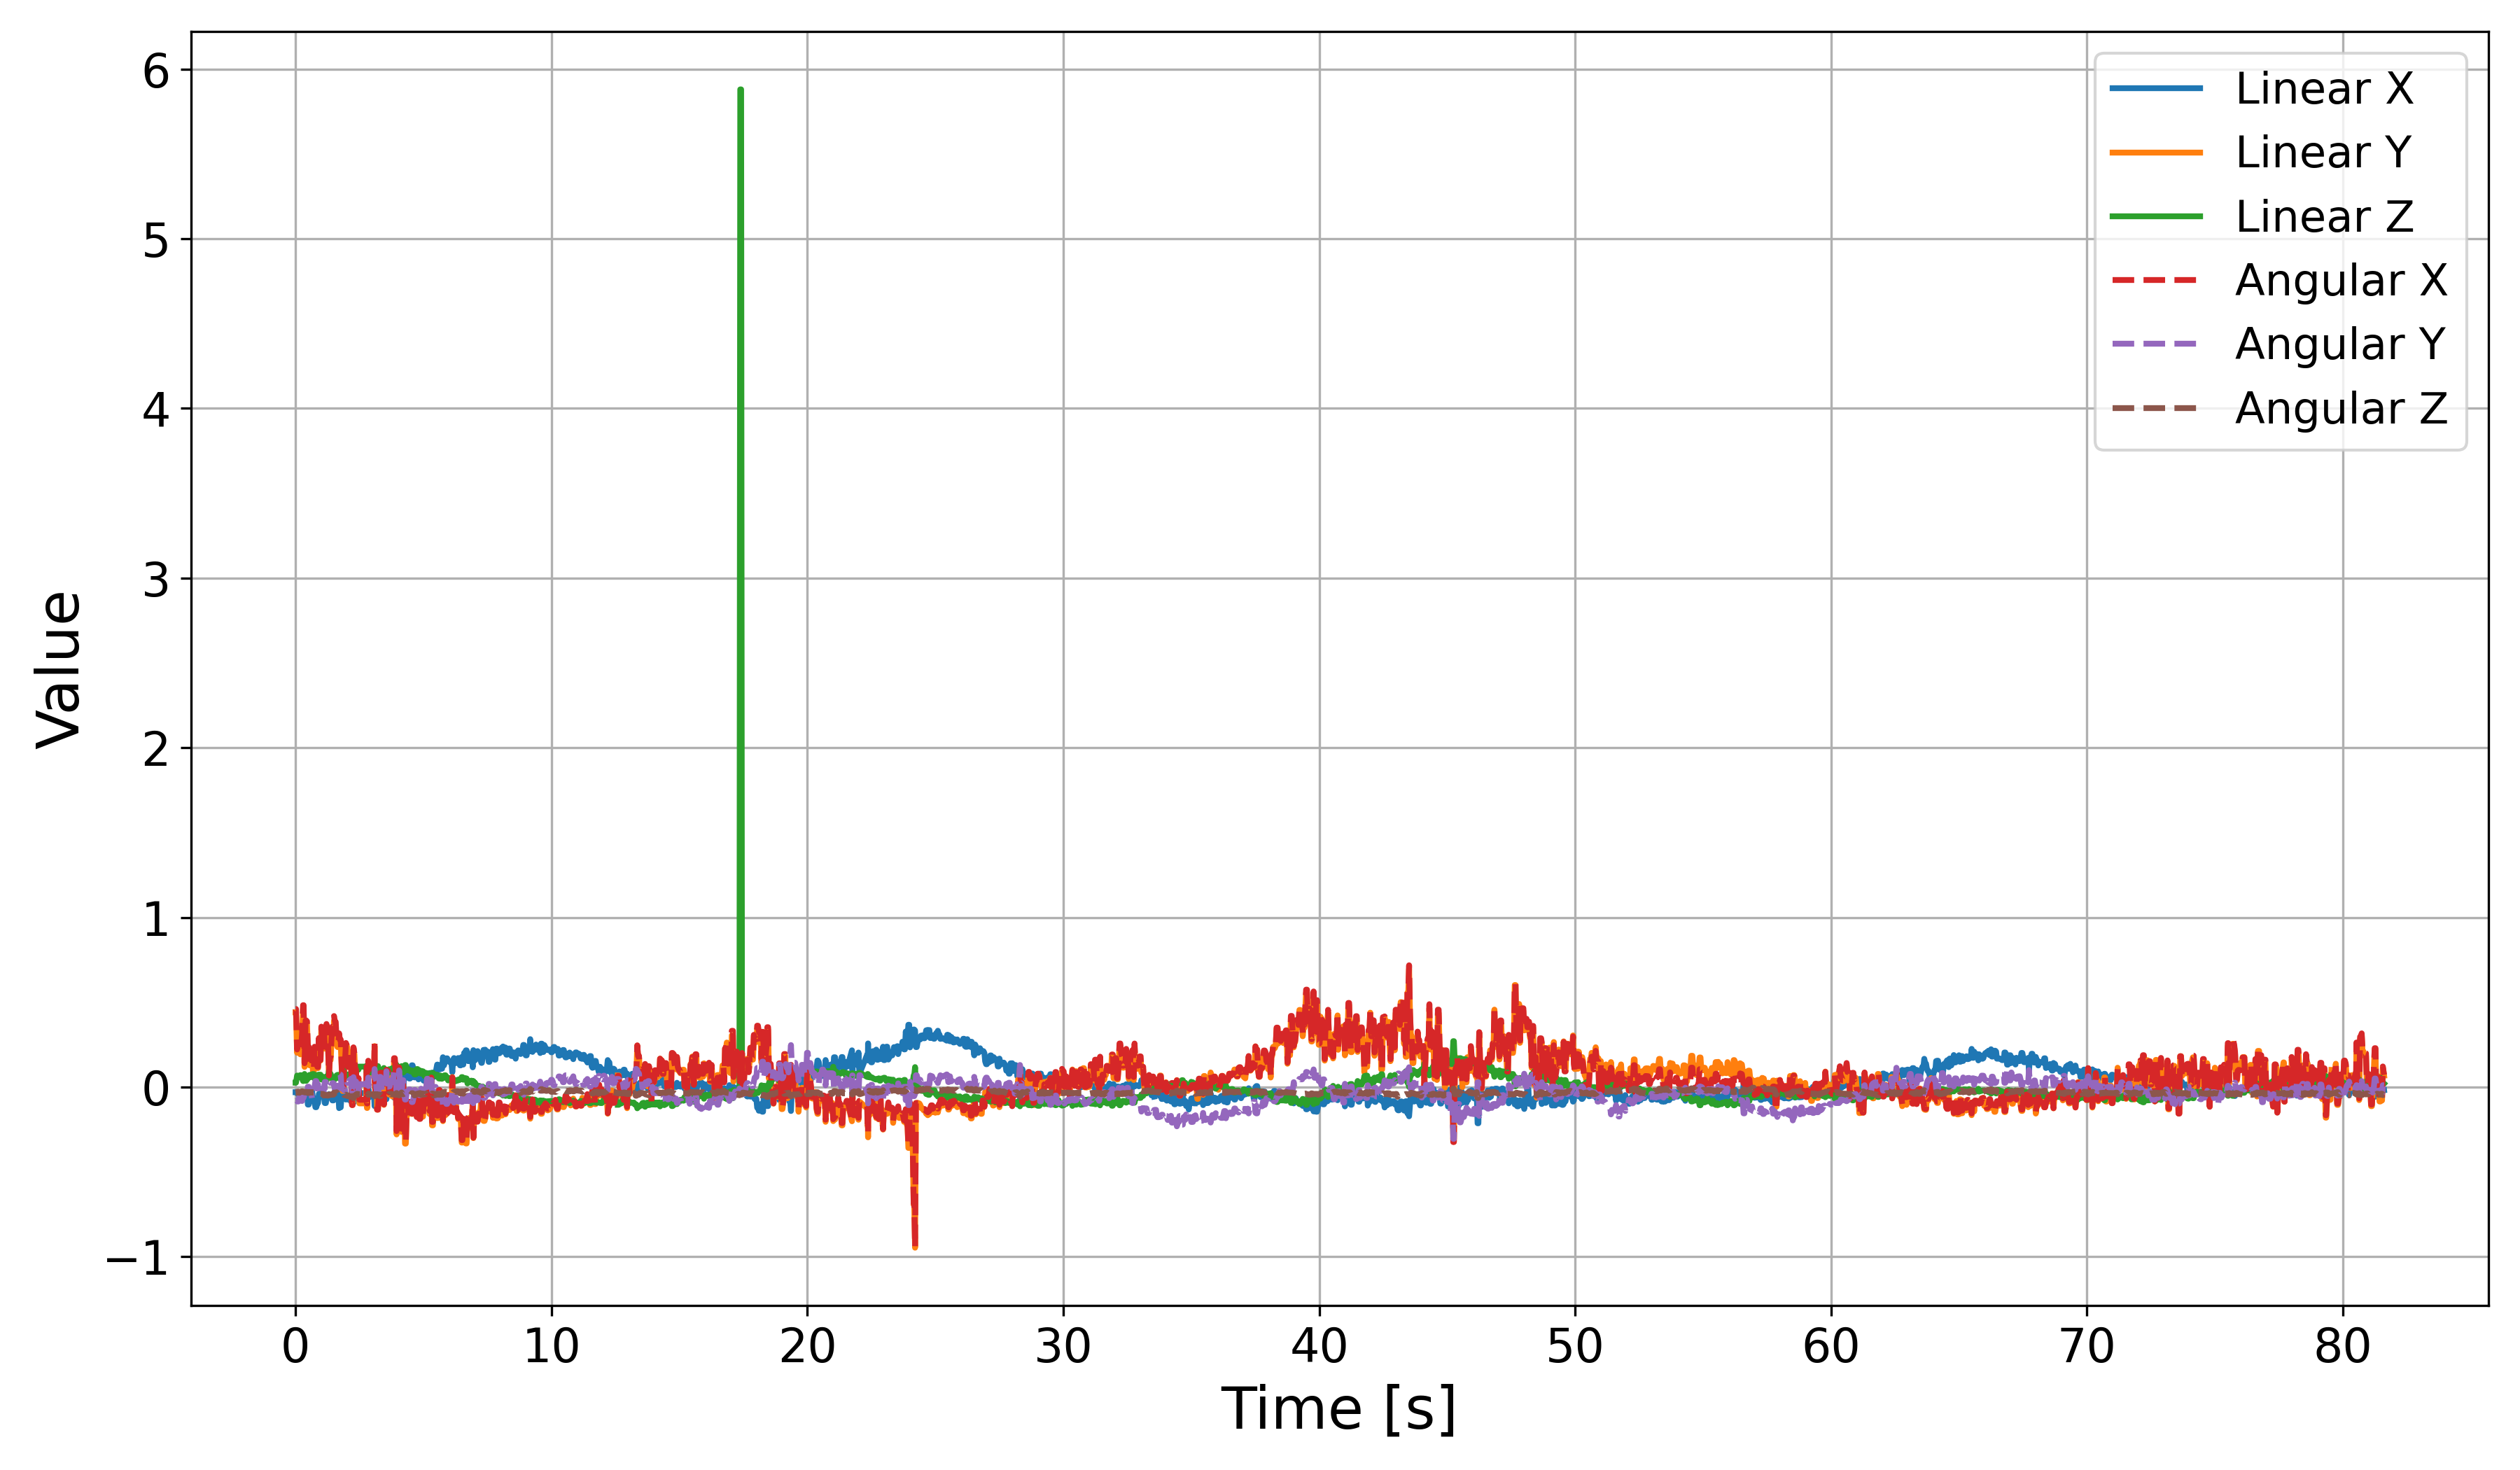 6
5
4
3
2
1
0
−1
Value
0 10 20 30 40 50 60 70 80
Time [s]
Linear X
Linear Y
Linear Z
Angular X
Angular Y
Angular Z